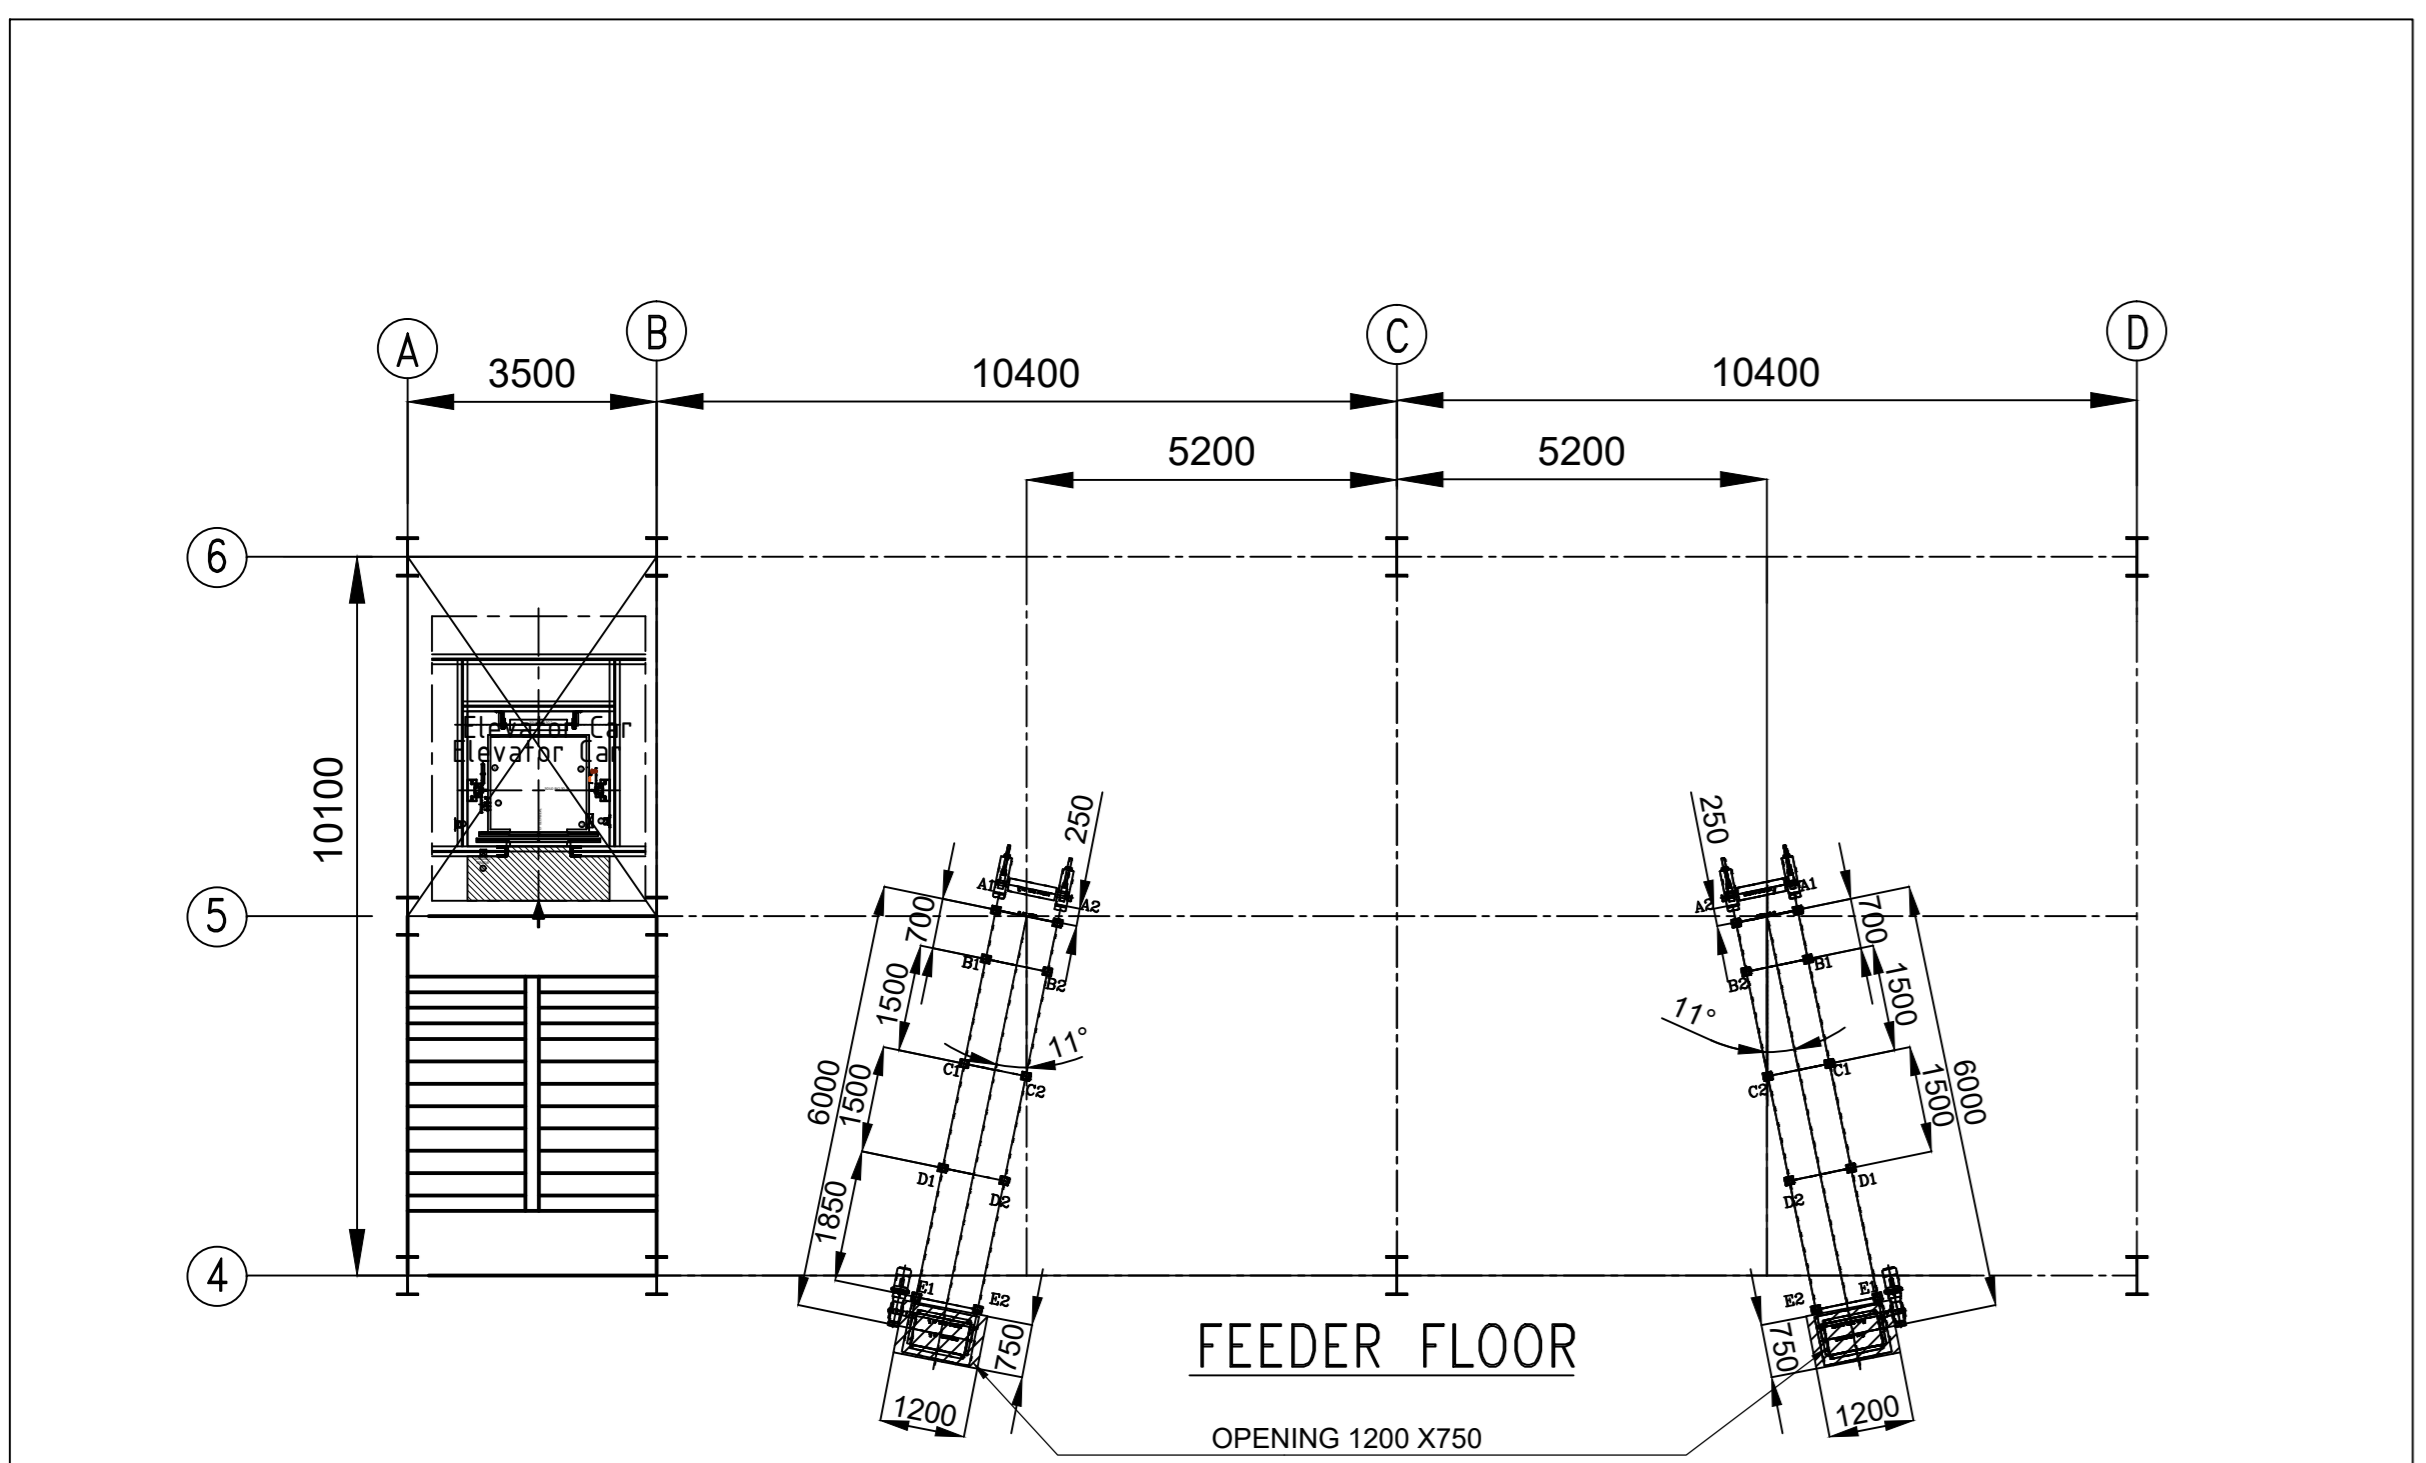 A
B
C
D
3500
10400
10400
5200
5200
6
Elevator Car
Elevator Car
10100
250
250
A1
A2
A2
A1
5
700
700
B1
B2
B2
B1
1500
1500
11°
11°
C1
C2
C2
C1
6000
1500
1500
6000
D1
D2
D2
D1
1850
4
E1
E2
E2
E1
750
FEEDER FLOOR
750
1200
1200
OPENING 1200 X750